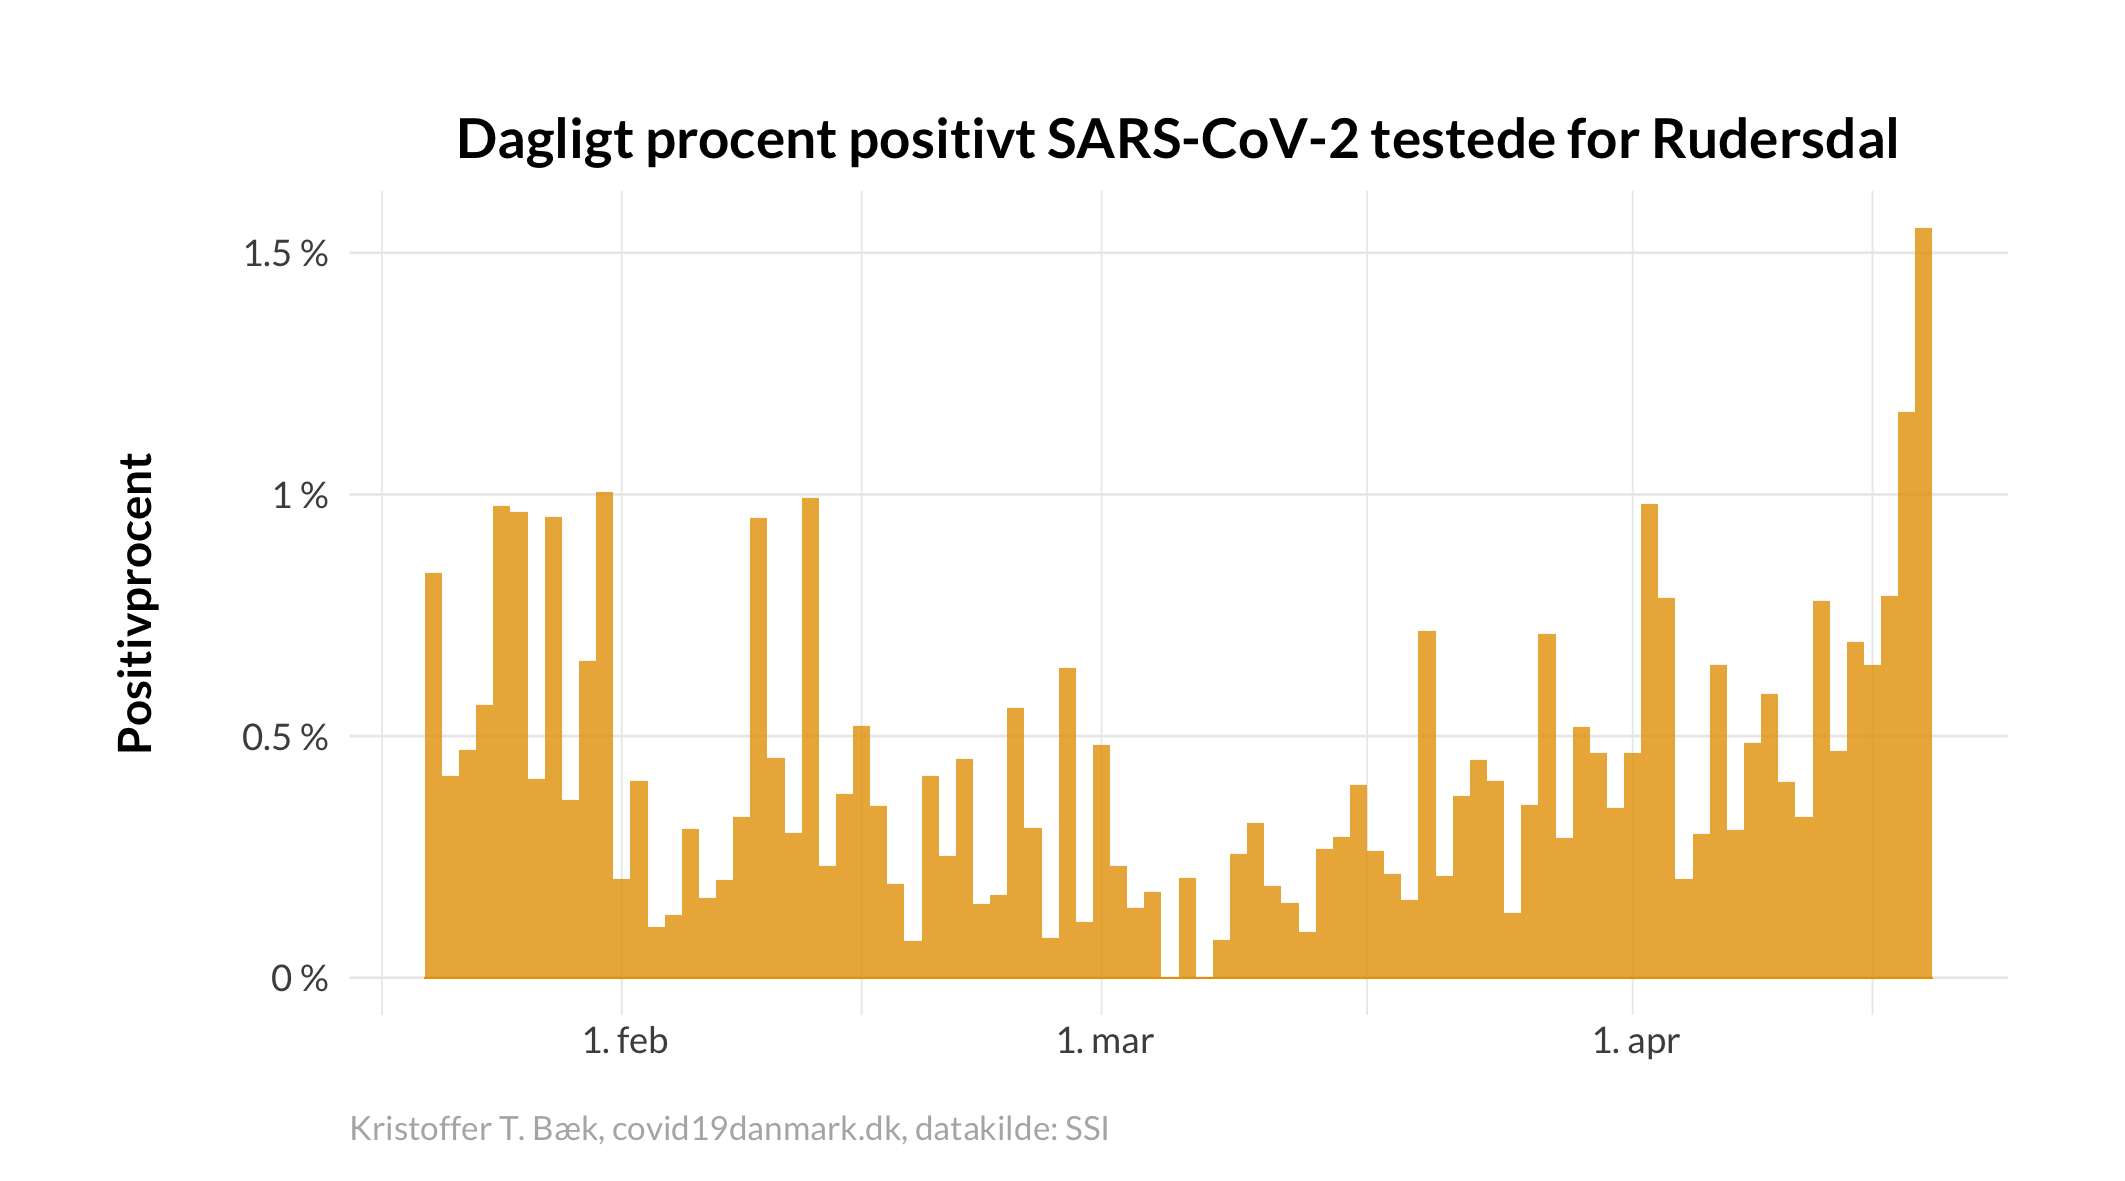 Dagligt procent positivt SARS-CoV-2 testede for Rudersdal
Positivprocent
1.5 %
1 %
0.5 %
0 %
1. feb
1. mar
1. apr
Kristoffer T. Bæk, covid19danmark.dk, datakilde: SSI